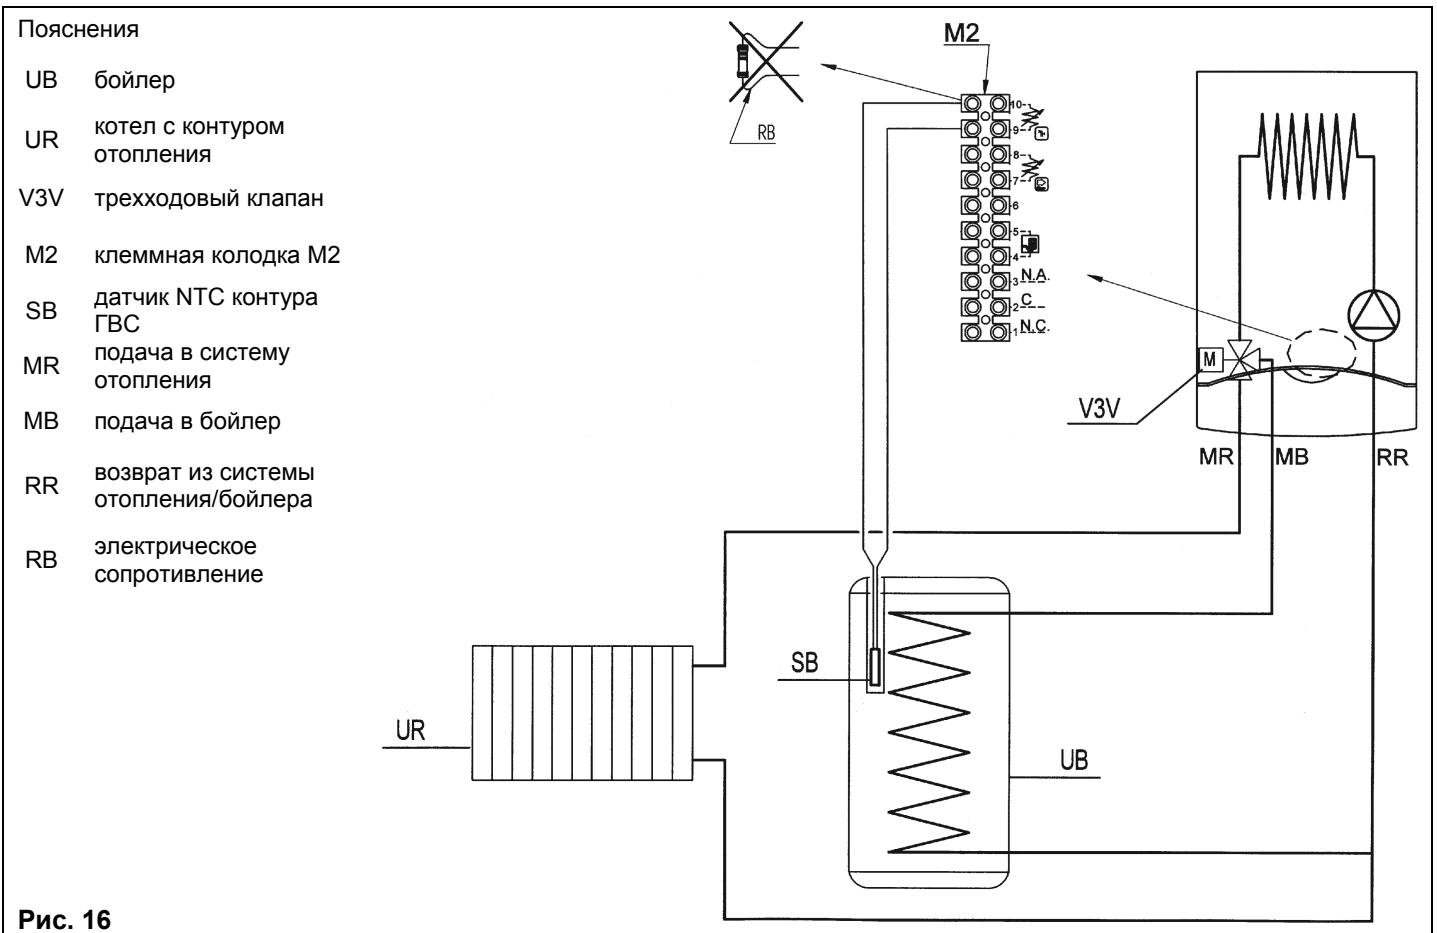 Пояснения
UB бойлер
UR котел с контуром
отопления
V3V трехходовый клапан
M2 клеммная колодка M2
SB датчик NTC контура
ГВС
MR подача в систему
отопления
MB подача в бойлер
RR возврат из системы
отопления/бойлера
RB электрическое
сопротивление
RB
M2
10
9
8
7
6
5
4
3 N.A.
2 C
1 N.C.
M
V3V
MR MB RR
SB
UR
UB
Рис. 16